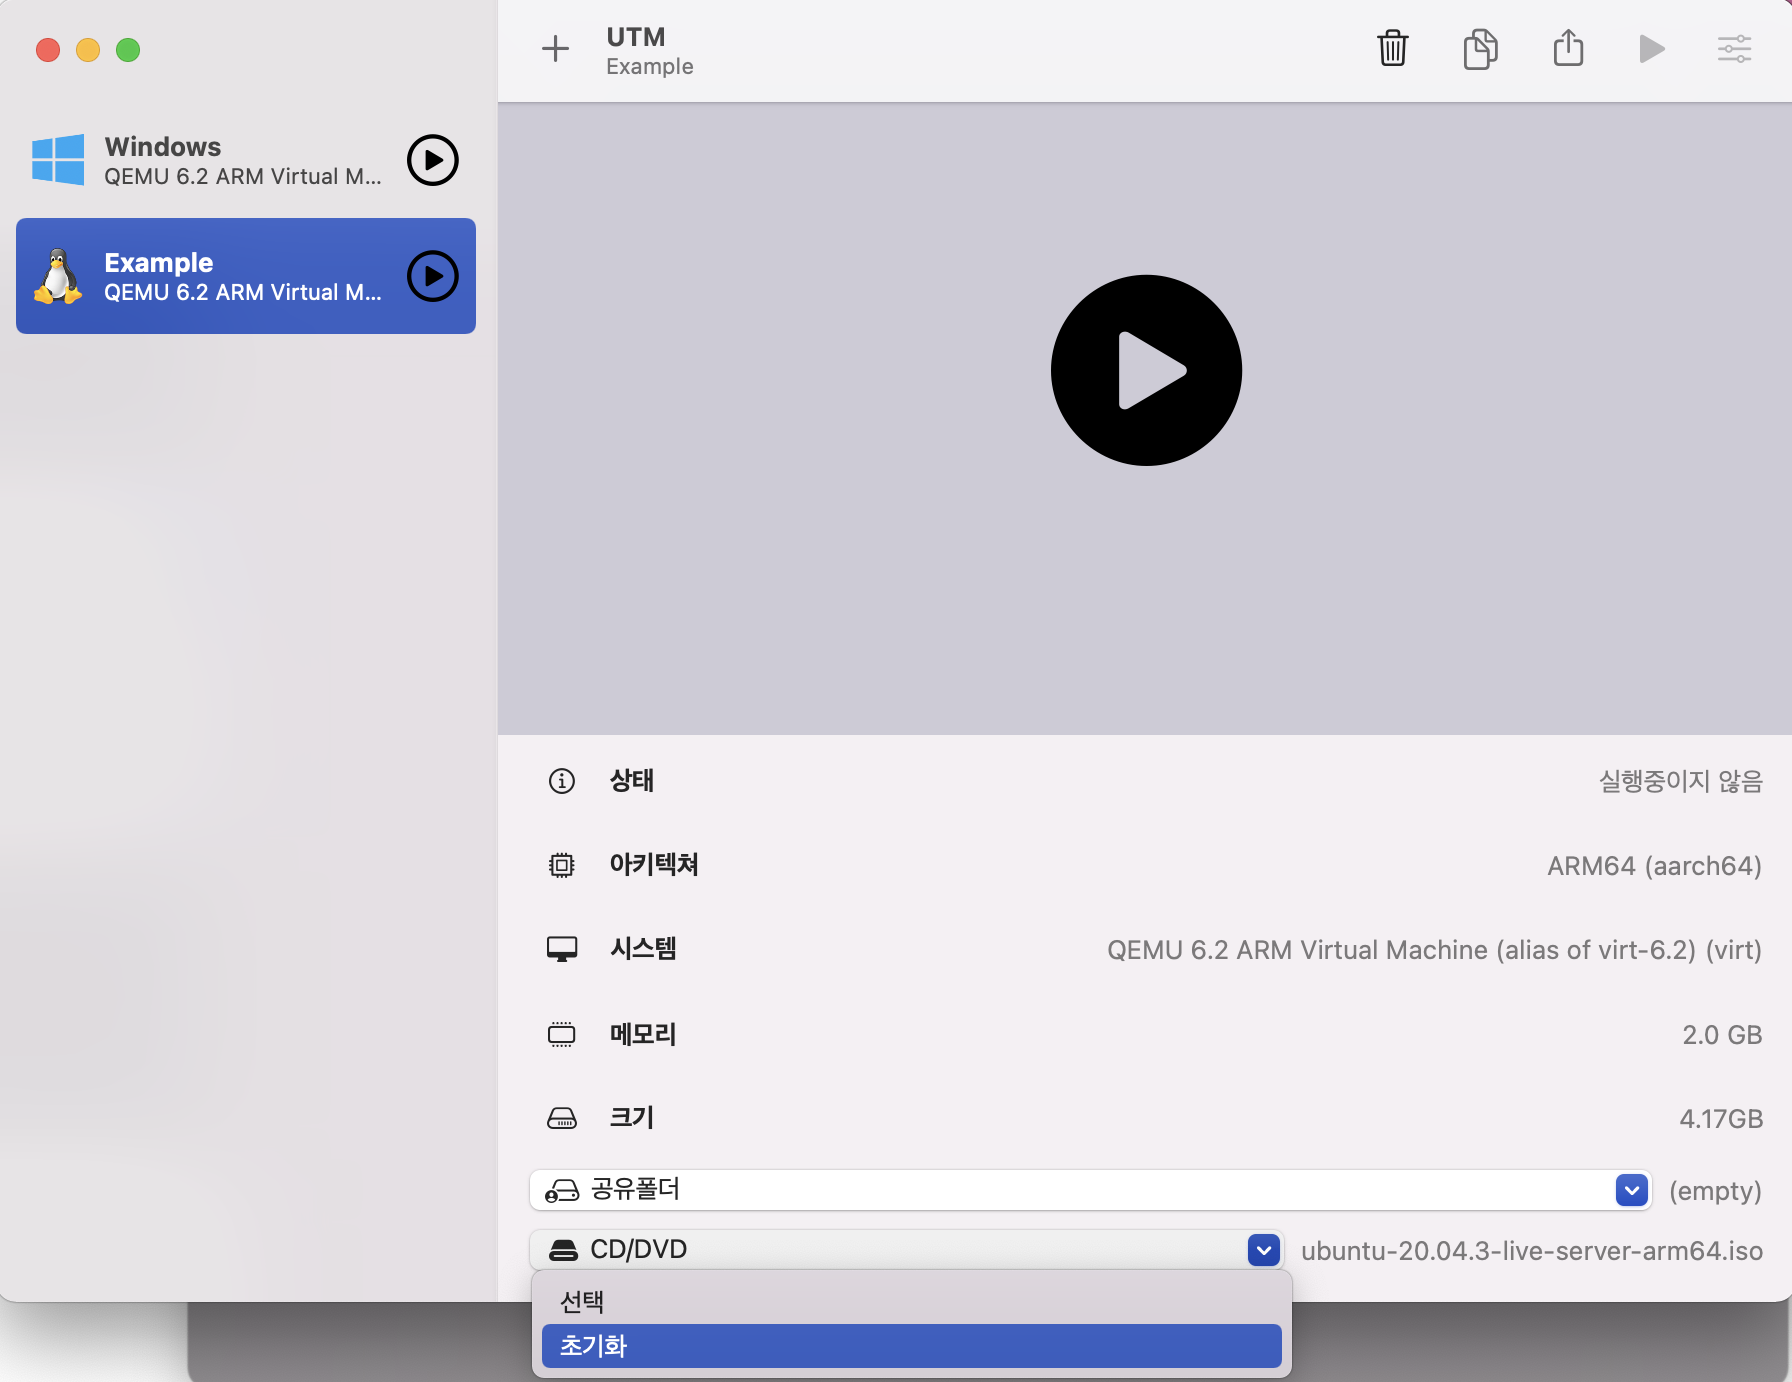 UTM
Example
Windows
QEMU 6.2 ARM Virtual M...
Example
QEMU 6.2 ARM Virtual M...
상태 실행중이지 않음
아키텍쳐 ARM64 (aarch64)
시스템 QEMU 6.2 ARM Virtual Machine (alias of virt-6.2) (virt)
메모리 2.0 GB
크기 4.17GB
공유폴더 (empty)
CD/DVD ubuntu-20.04.3-live-server-arm64.iso
선택
초기화